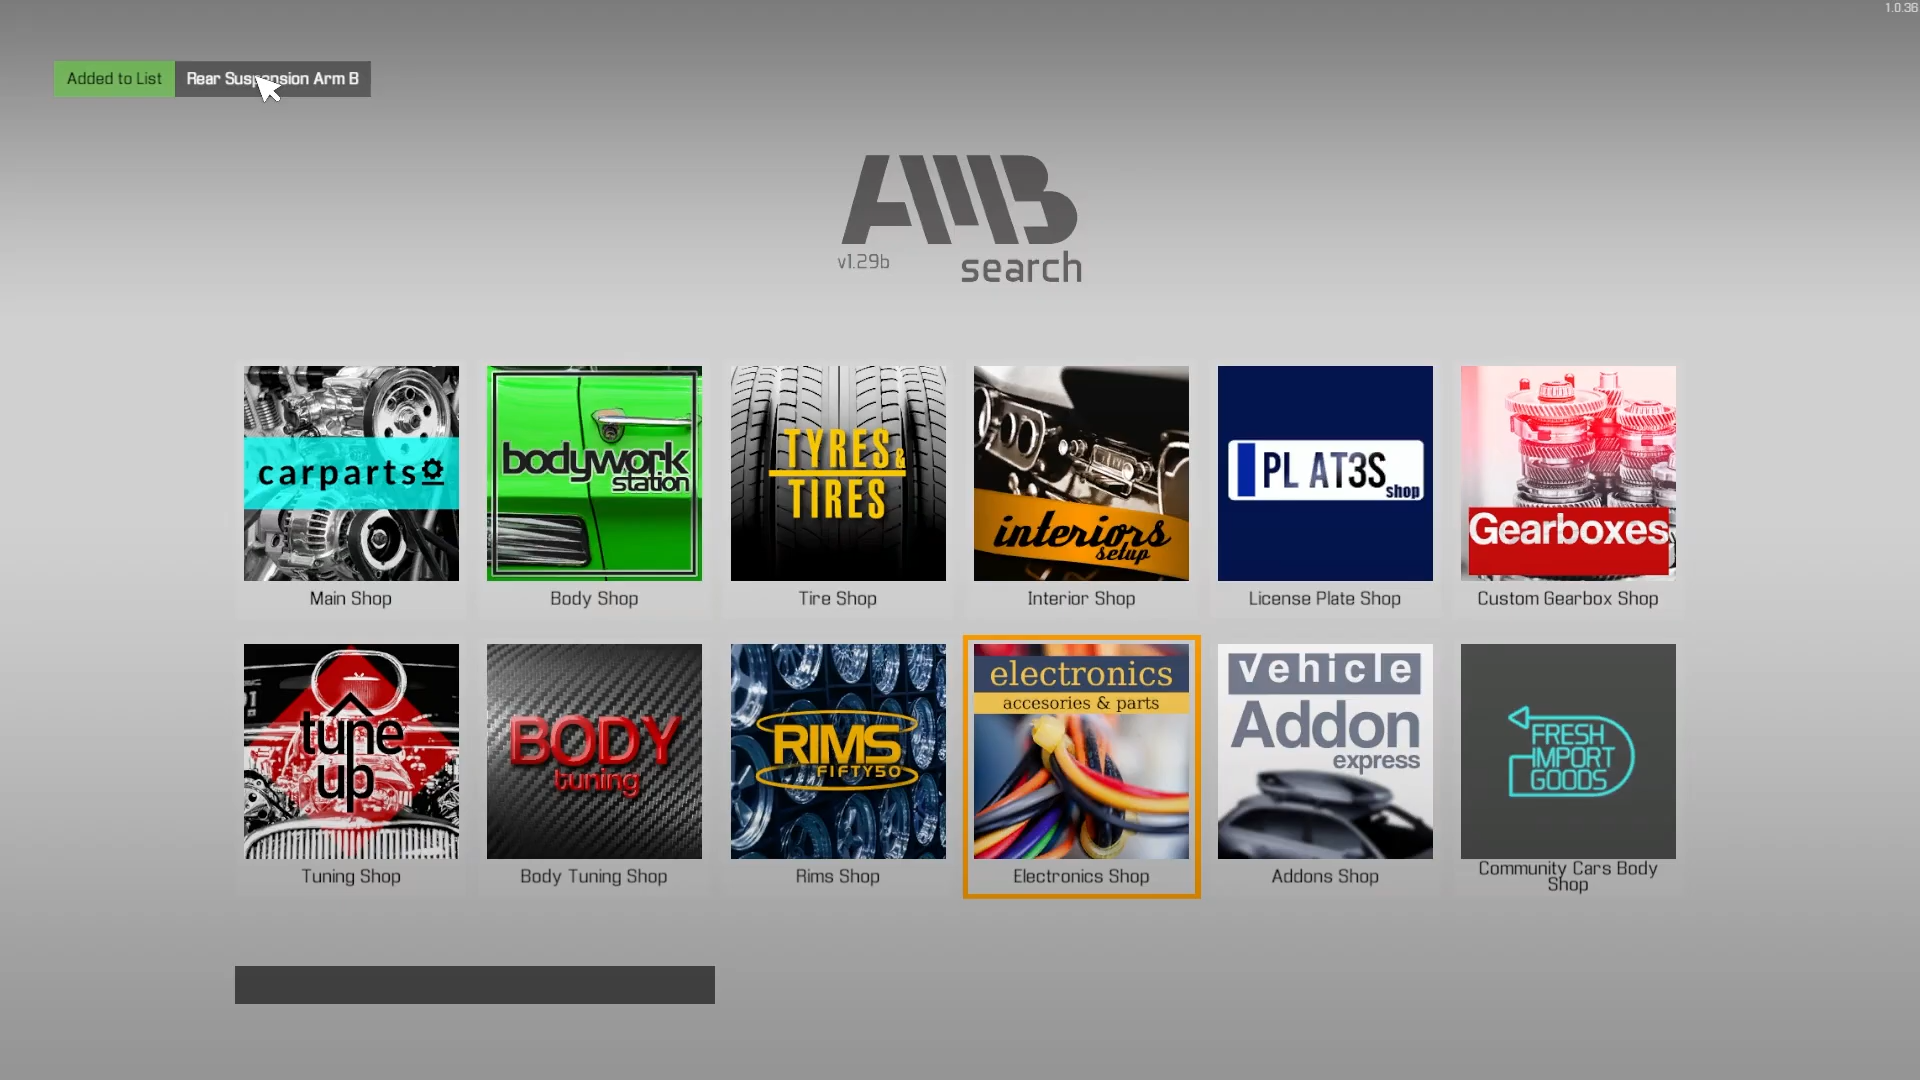 1.0.36
Added to List Rear Suspension Arm B
AMB
v1.29b
search
carparts
bodywork
station
TYRES &
TIRES
interiors
setup
PL AT3S
shop
Gearboxes
Main Shop
Body Shop
Tire Shop
Interior Shop
License Plate Shop
Custom Gearbox Shop
tune
up
BODY
tuning
RIMS
FIFTY50
electronics
accesories & parts
vehicle
Addon
express
FRESH
IMPORT
GOODS
Tuning Shop
Body Tuning Shop
Rims Shop
Electronics Shop
Addons Shop
Community Cars Body
Shop